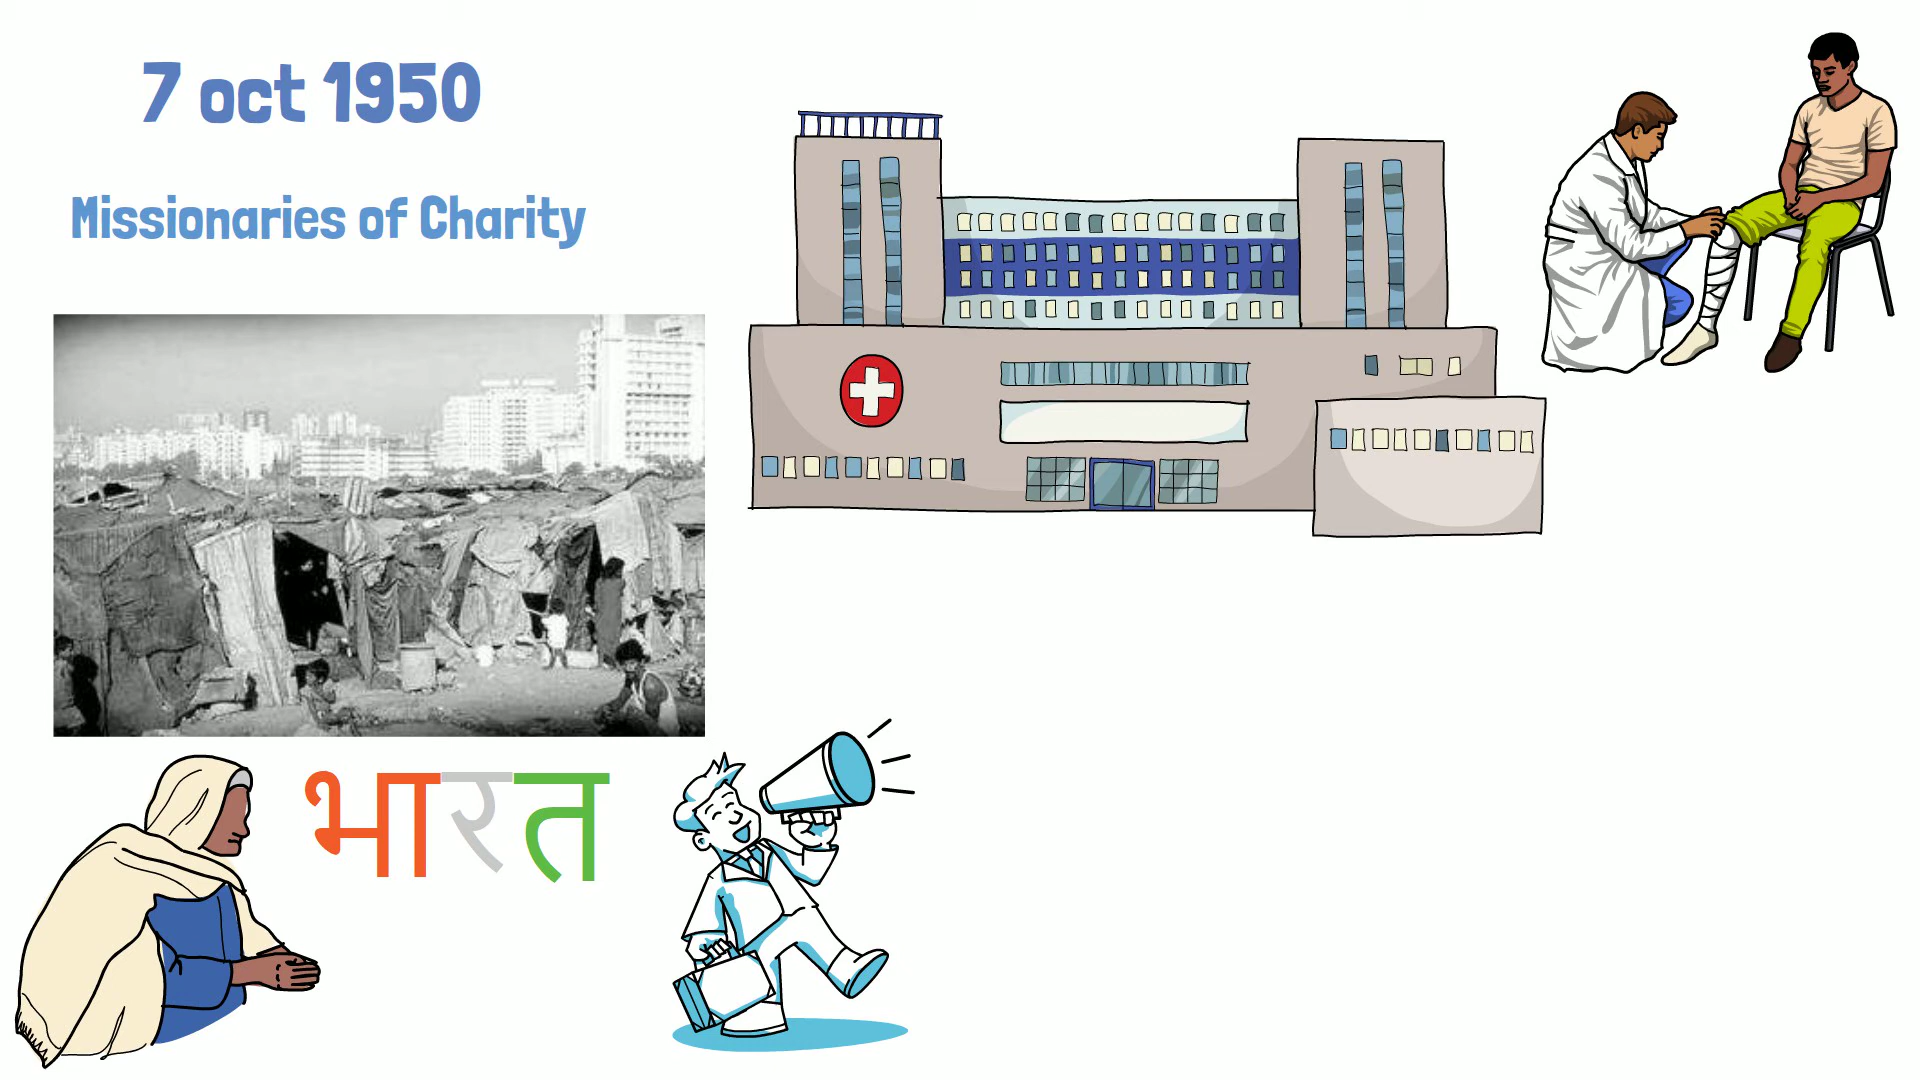 7 oct 1950
Missionaries of Charity
भारत